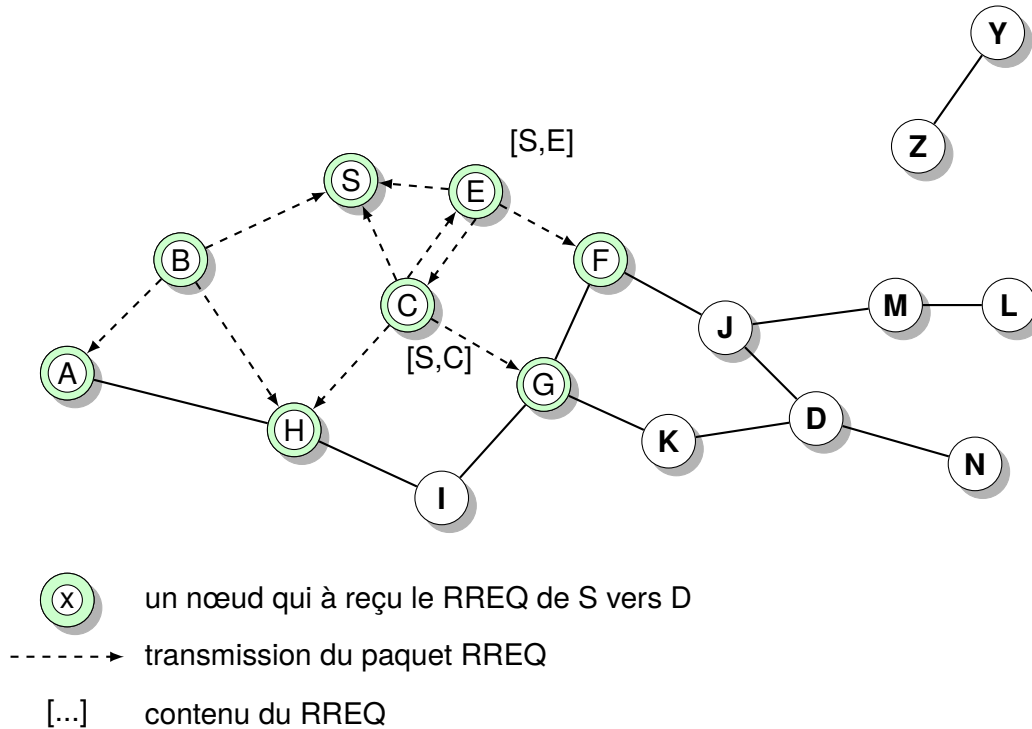 Y
Z
[S,E]
S
E
B
F
C
M
L
J
[S,C]
A
G
H
D
K
N
I
x un nœud qui à reçu le RREQ de S vers D
transmission du paquet RREQ
[...] contenu du RREQ